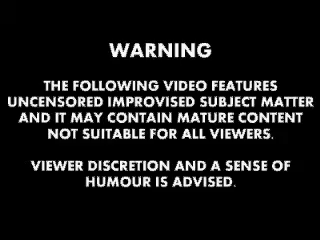 WARNING
THE FOLLOWING VIDEO FEATURES
UNCENSORED IMPROVISED SUBJECT MATTER
AND IT MAY CONTAIN MATURE CONTENT
NOT SUITABLE FOR ALL VIEWERS.
VIEWER DISCRETION AND A SENSE OF
HUMOUR IS ADVISED.